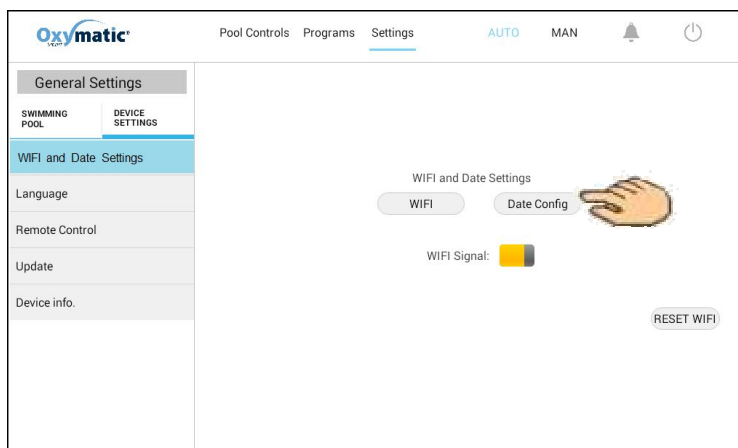 Oxymatic
Pool Controls Programs Settings AUTO MAN
General Settings
SWIMMING POOL
DEVICE SETTINGS
WIFI and Date Settings
Language
Remote Control
Update
Device info.
WIFI and Date Settings
WIFI Date Config
WIFI Signal:
RESET WIFI